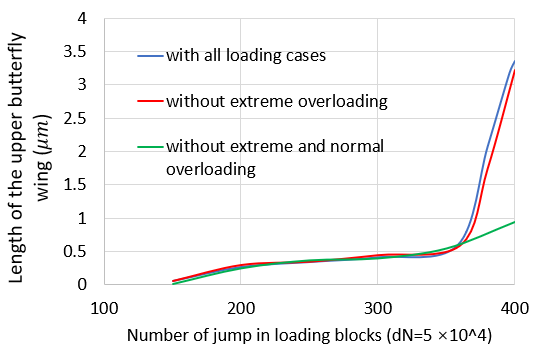 Length of the upper butterfly
wing (𝜇𝑚)
4
3.5
3
2.5
2
1.5
1
0.5
0
with all loading cases
without extreme overloading
without extreme and normal
overloading
100
200
300
400
Number of jump in loading blocks (dN=5 ×10^4)